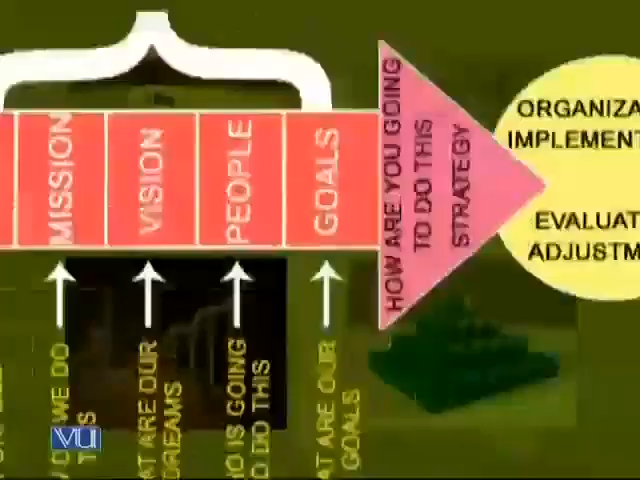 MISSION
VISION
PEOPLE
GOALS
HOW ARE YOU GOING
TO DO THIS
STRATEGY
ORGANIZA
IMPLEMENT
EVALUAT
ADJUSTM
WE DO
AT ARE OUR
DREAMS
HO IS GOING
O DO THIS
AT ARE OUR
GOALS
VU